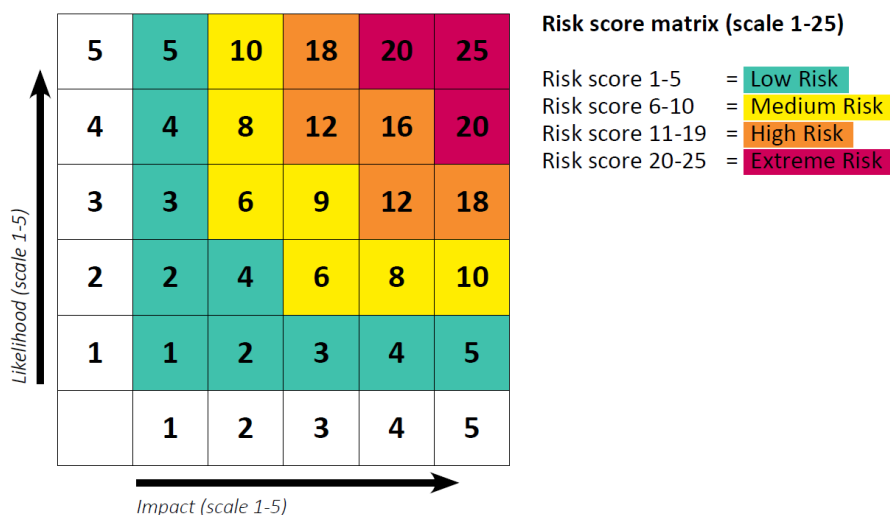 5 5 10 18 20 25
4 4 8 12 16 20
3 3 6 9 12 18
2 2 4 6 8 10
1 1 2 3 4 5
1 2 3 4 5
Likelihood (scale 1-5)
Impact (scale 1-5)
Risk score matrix (scale 1-25)
Risk score 1-5 = Low Risk
Risk score 6-10 = Medium Risk
Risk score 11-19 = High Risk
Risk score 20-25 = Extreme Risk